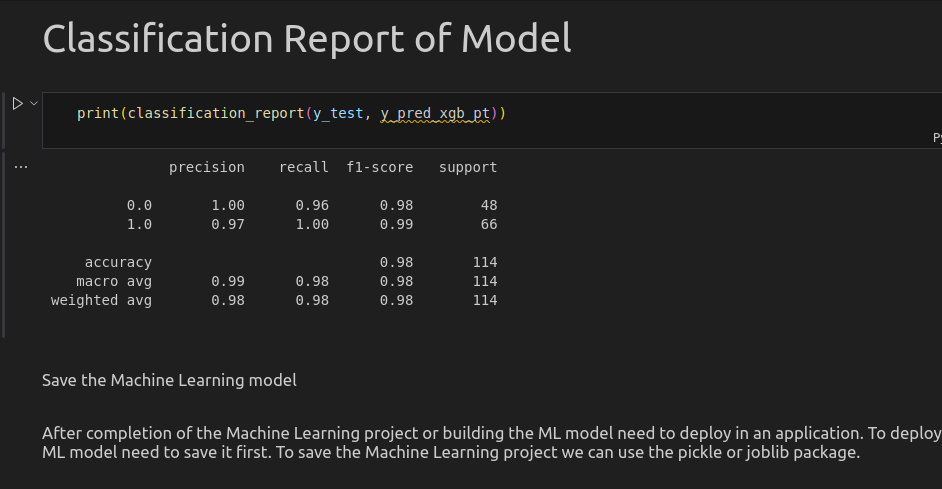 Classification Report of Model
print(classification_report(y_test, y_pred_xgb_pt))
precision recall f1-score support
0.0 1.00 0.96 0.98 48
1.0 0.97 1.00 0.99 66
accuracy 0.98 114
macro avg 0.99 0.98 0.98 114
weighted avg 0.98 0.98 0.98 114
Save the Machine Learning model
After completion of the Machine Learning project or building the ML model need to deploy in an application. To deploy
ML model need to save it first. To save the Machine Learning project we can use the pickle or joblib package.